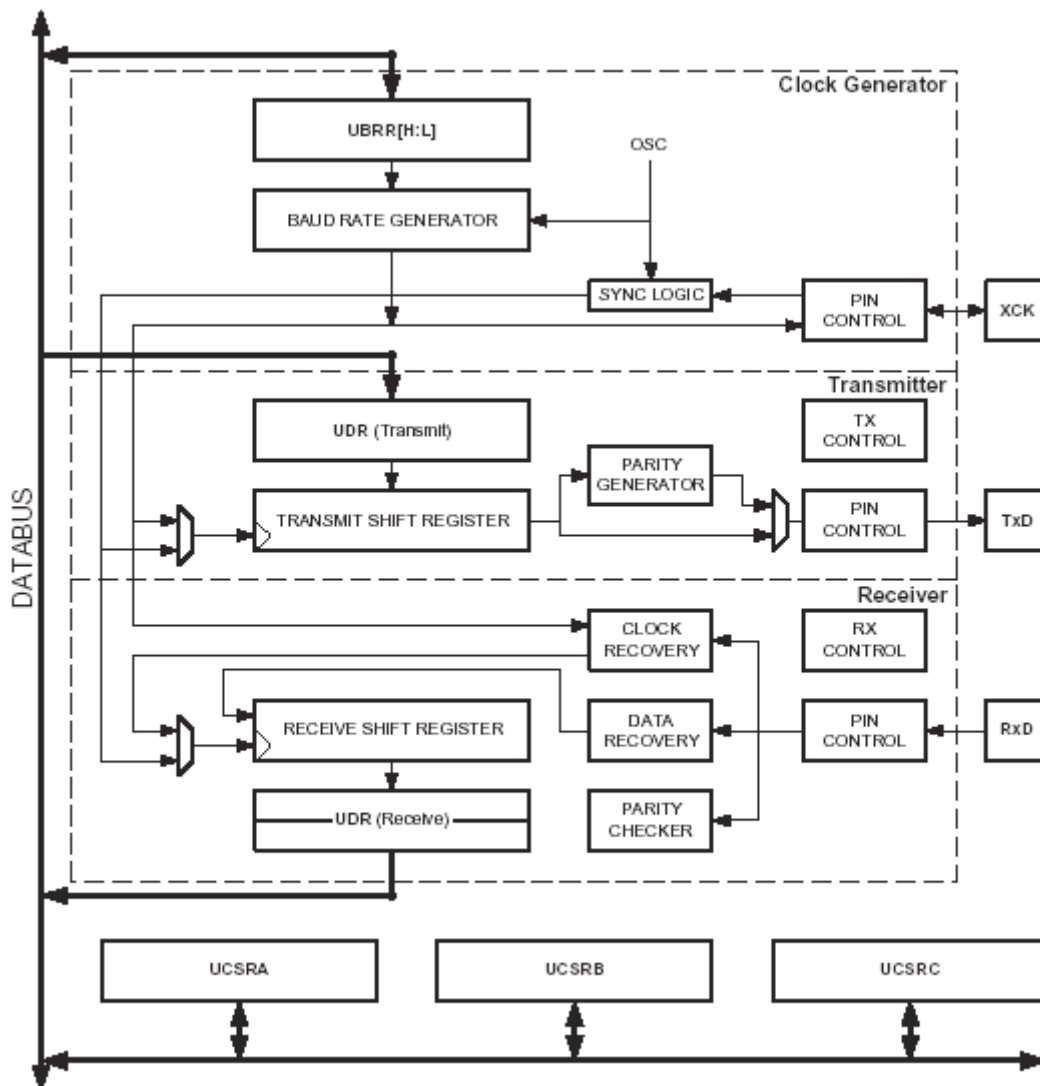 Clock Generator
UBRR[H:L]
OSC
BAUD RATE GENERATOR
SYNC LOGIC
PIN
CONTROL
XCK
Transmitter
UDR (Transmit)
TX
CONTROL
PARITY
GENERATOR
TRANSMIT SHIFT REGISTER
PIN
CONTROL
TxD
DATABUS
Receiver
CLOCK
RECOVERY
RX
CONTROL
RECEIVE SHIFT REGISTER
DATA
RECOVERY
PIN
CONTROL
RxD
UDR (Receive)
PARITY
CHECKER
UCSRA
UCSRB
UCSRC